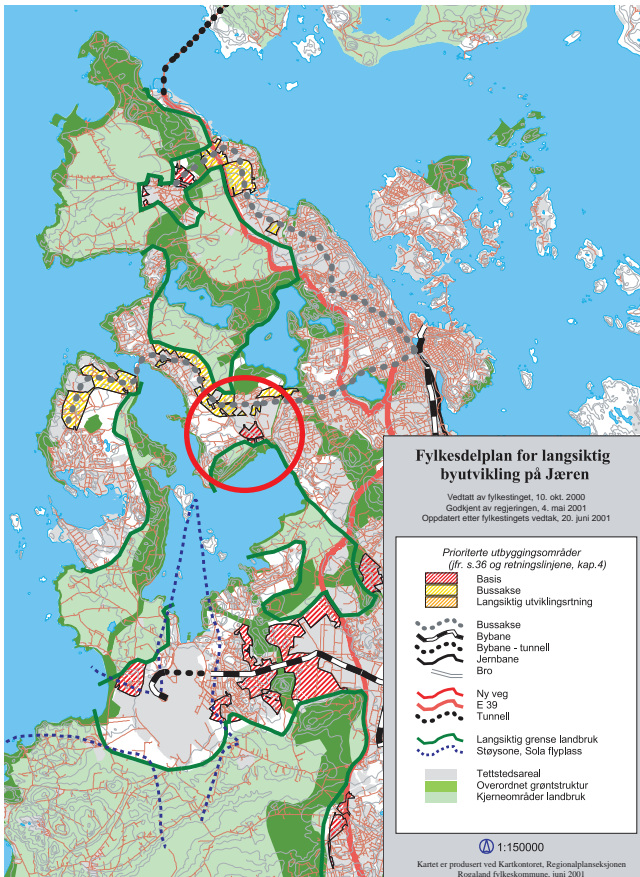 Fylkesdelplan for langsiktig
byutvikling på Jæren
Vedtatt av fylkestinget, 10. okt. 2000
Godkjent av regjeringen, 4. mai 2001
Oppdatert etter fylkestingets vedtak, 20. juni 2001
Prioriterte utbyggingsområder
(jfr. s.36 og retningslinjene, kap.4)
Basis
Bussakse
Langsiktig utviklingsrtning
Bussakse
Bybane
Bybane - tunnell
Jernbane
Bro
Ny veg
E 39
Tunnell
Langsiktig grense landbruk
Støysone, Sola flyplass
Tettstedsareal
Overordnet grøntstruktur
Kjerneområder landbruk
1:150000
Kartet er produsert ved Kartkontoret, Regionalplanseksjonen
Rogaland fylkeskommune, juni 2001